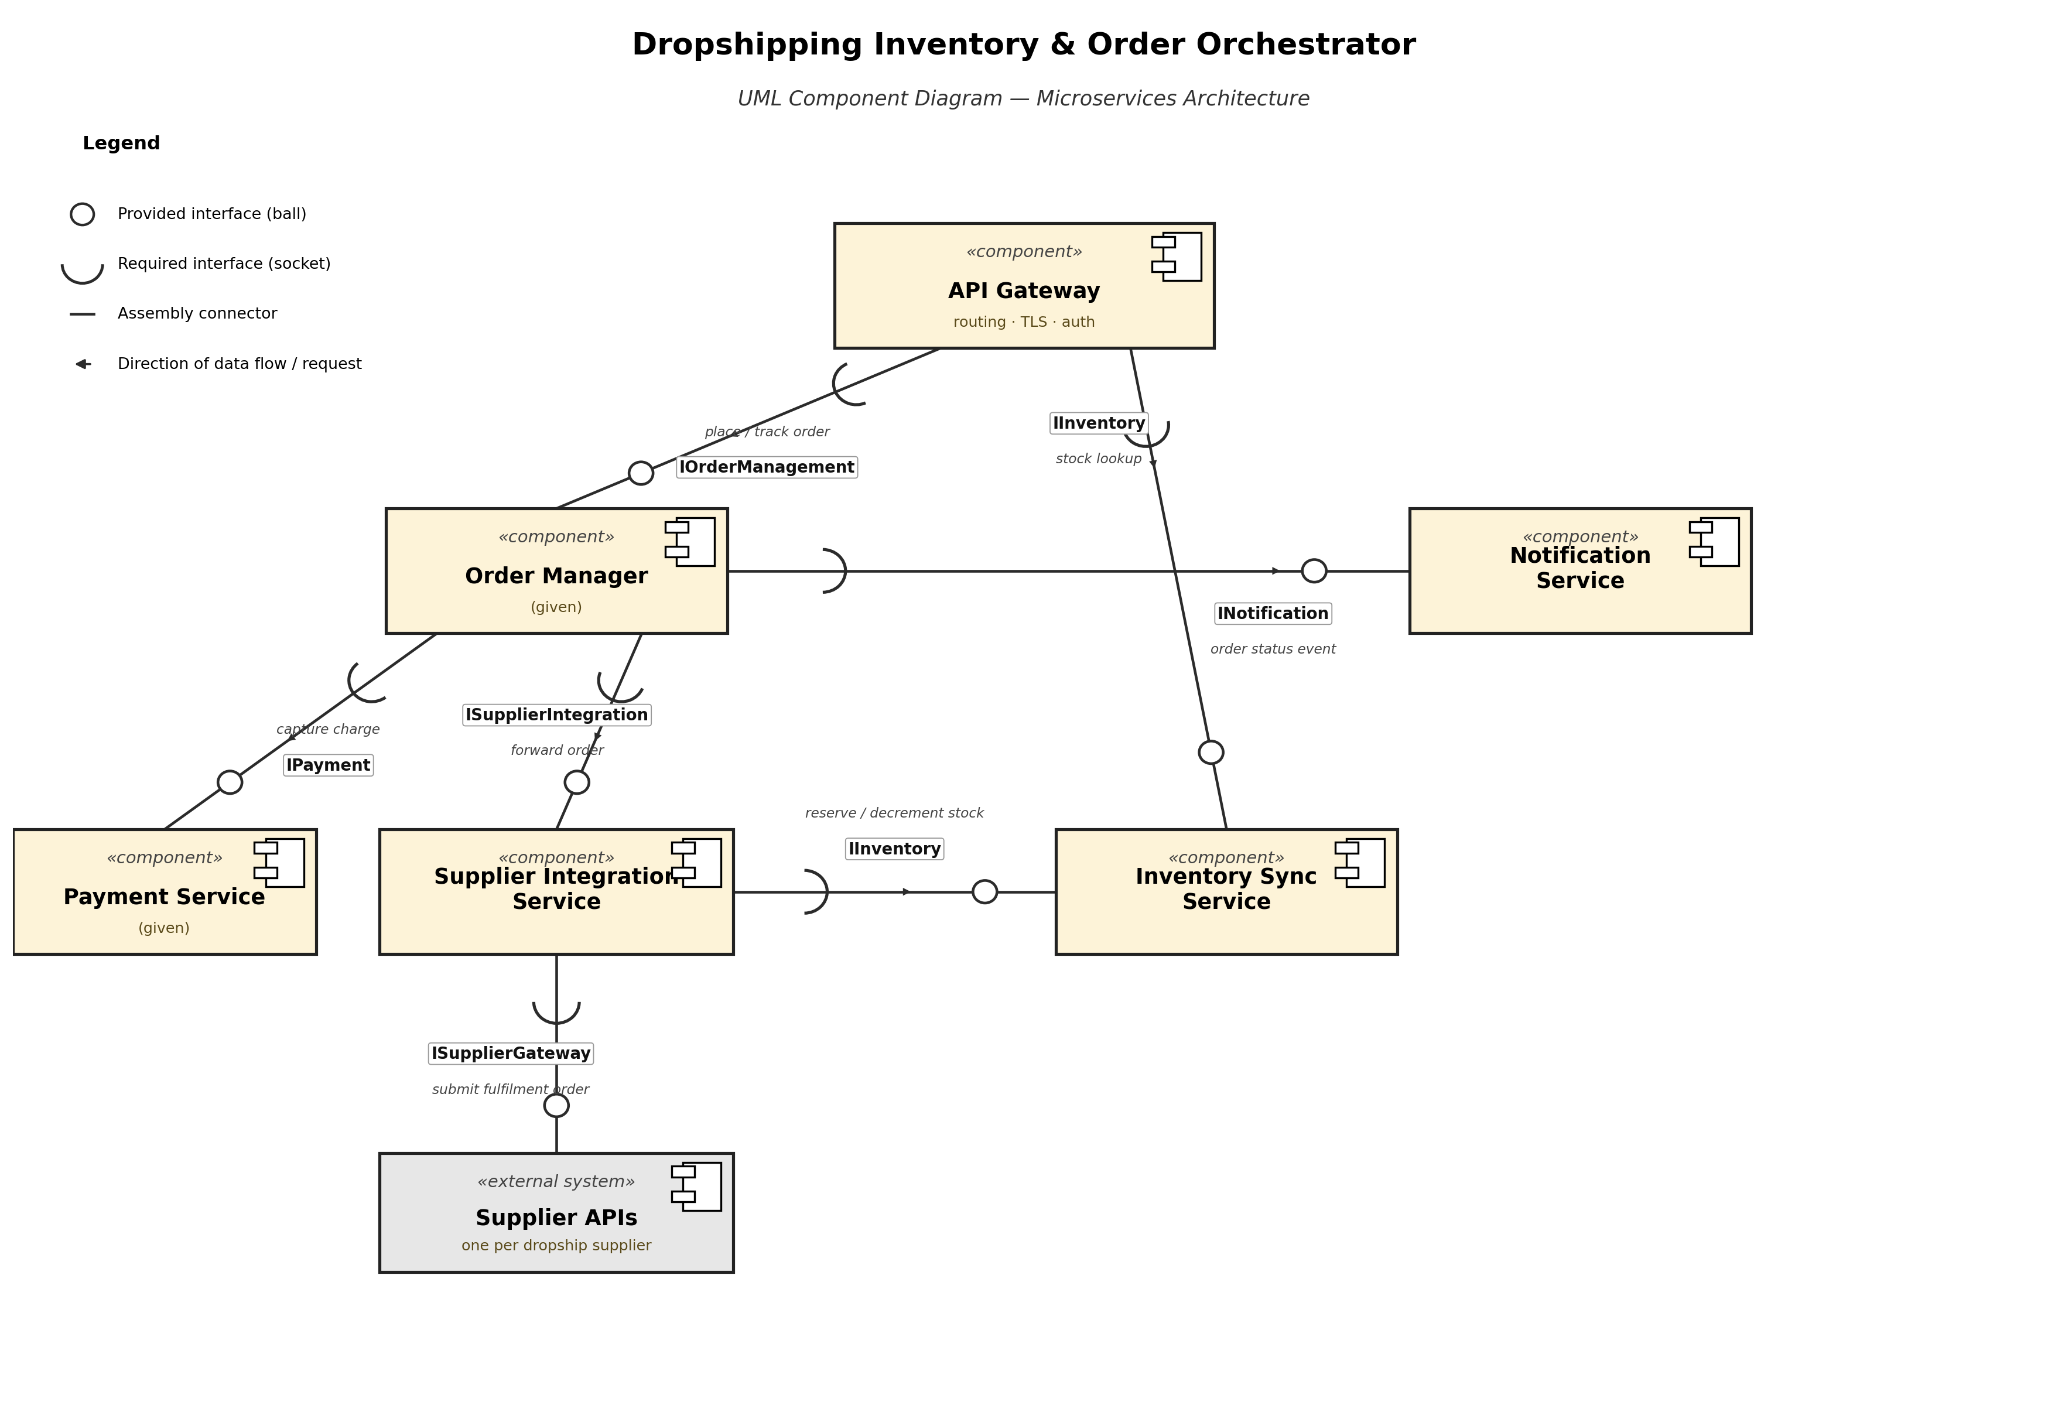 Dropshipping Inventory & Order Orchestrator
UML Component Diagram — Microservices Architecture
Legend
Provided interface (ball)
Required interface (socket)
Assembly connector
Direction of data flow / request
«component»
API Gateway
routing · TLS · auth
place / track order
IOrderManagement
IInventory
stock lookup
«component»
Order Manager
(given)
«component»
Notification
Service
INotification
order status event
capture charge
IPayment
ISupplierIntegration
forward order
reserve / decrement stock
IInventory
«component»
Payment Service
(given)
«component»
Supplier Integration
Service
«component»
Inventory Sync
Service
ISupplierGateway
submit fulfilment order
«external system»
Supplier APIs
one per dropship supplier